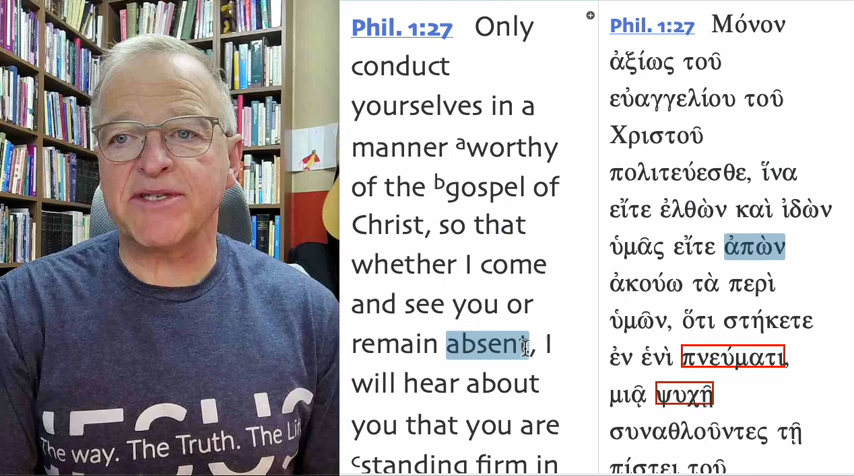 JESUS
The way. The Truth. The Li
Phil. 1:27 Only
conduct
yourselves in a
manner aworthy
of the bgospel of
Christ, so that
whether I come
and see you or
remain absent, I
will hear about
you that you are
cstanding firm in
Phil. 1:27 Μόνον
ἀξίως τοῦ
εὐαγγελίου τοῦ
Χριστοῦ
πολιτεύεσθε, ἵνα
εἴτε ἐλθὼν καὶ ἰδὼν
ὑμᾶς εἴτε ἀπὼν
ἀκούω τὰ περὶ
ὑμῶν, ὅτι στήκετε
ἐν ἑνὶ πνεύματι,
μιᾷ ψυχῇ
συναθλοῦντες τῇ
πίστει τοῦ